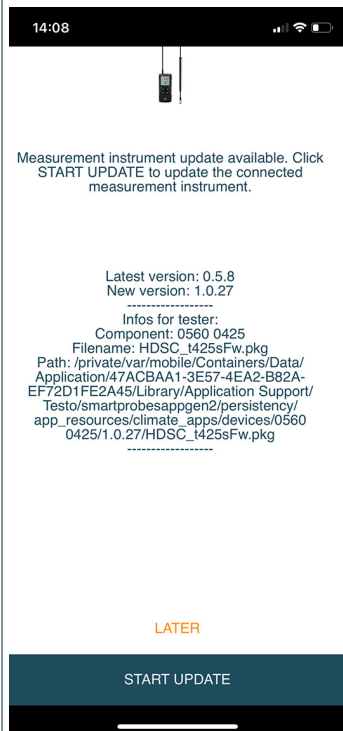 14:08
Measurement instrument update available. Click
START UPDATE to update the connected
measurement instrument.
Latest version: 0.5.8
New version: 1.0.27
------------------
Infos for tester:
Component: 0560 0425
Filename: HDSC_t425sFw.pkg
Path: /private/var/mobile/Containers/Data/
Application/47ACBAA1-3E57-4EA2-B82A-
EF72D1FE2A45/Library/Application Support/
Testo/smartprobesappgen2/persistency/
app_resources/climate_apps/devices/0560
0425/1.0.27/HDSC_t425sFw.pkg
------------------
LATER
START UPDATE